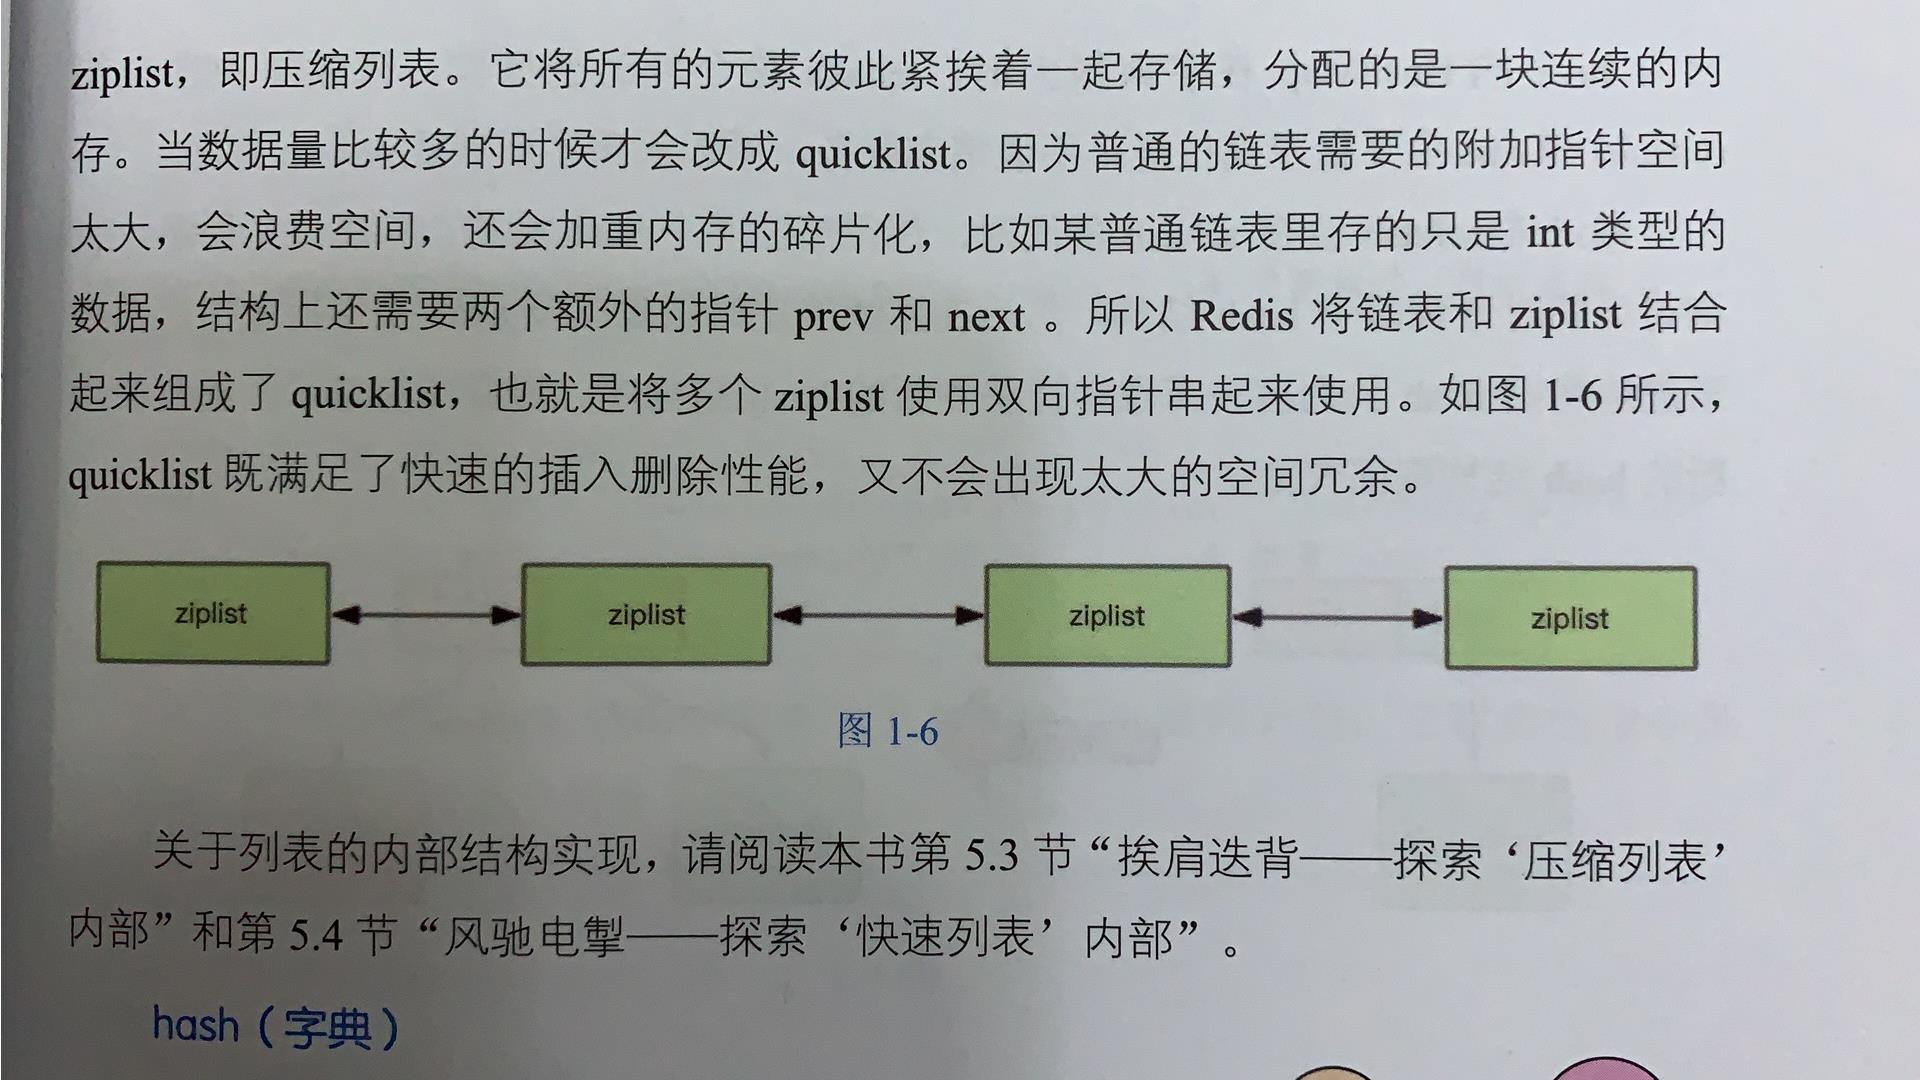 ziplist，即压缩列表。它将所有的元素彼此紧挨着一起存储，分配的是一块连续的内
存。当数据量比较多的时候才会改成 quicklist。因为普通的链表需要的附加指针空间
太大，会浪费空间，还会加重内存的碎片化，比如某普通链表里存的只是 int 类型的
数据，结构上还需要两个额外的指针 prev 和 next 。所以 Redis 将链表和 ziplist 结合
起来组成了 quicklist，也就是将多个 ziplist 使用双向指针串起来使用。如图 1-6 所示，
quicklist 既满足了快速的插入删除性能，又不会出现太大的空间冗余。
ziplist ziplist ziplist ziplist
图 1-6
关于列表的内部结构实现，请阅读本书第 5.3 节“挨肩迭背——探索‘压缩列表’
内部”和第 5.4 节“风驰电掣——探索‘快速列表’内部”。
hash（字典）